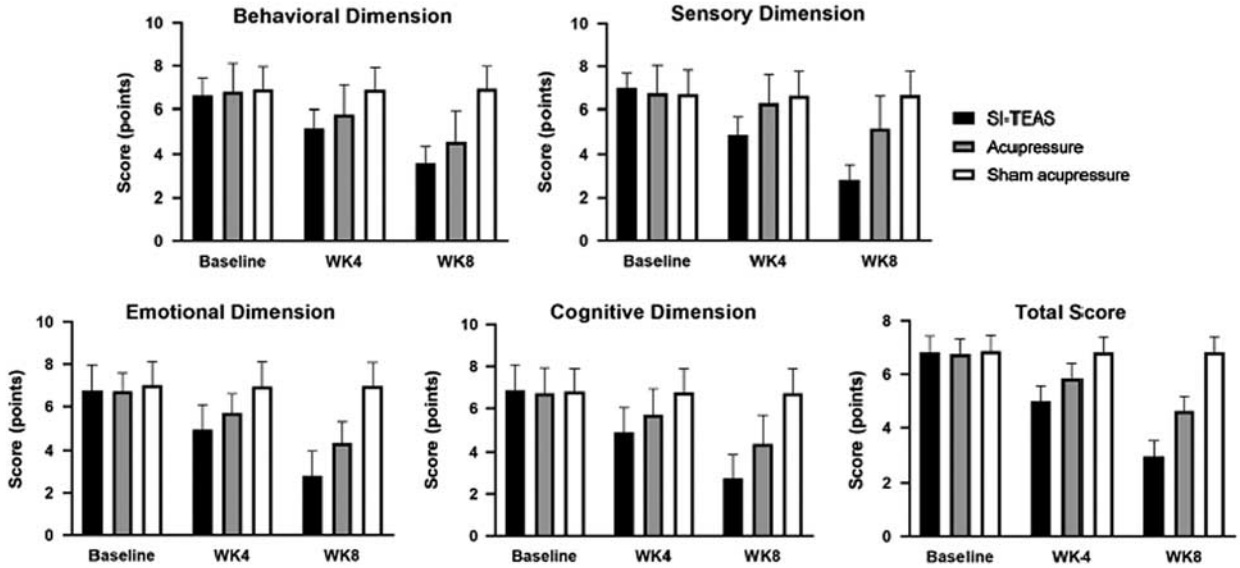 Behavioral Dimension
Score (points)
10
8
6
4
2
0
Baseline WK4 WK8
Sensory Dimension
Score (points)
10
8
6
4
2
0
Baseline WK4 WK8
SI-TEAS
Acupressure
Sham acupressure
Emotional Dimension
Score (points)
10
8
6
4
2
0
Baseline WK4 WK8
Cognitive Dimension
Score (points)
10
8
6
4
2
0
Baseline WK4 WK8
Total Score
Score (points)
8
6
4
2
0
Baseline WK4 WK8